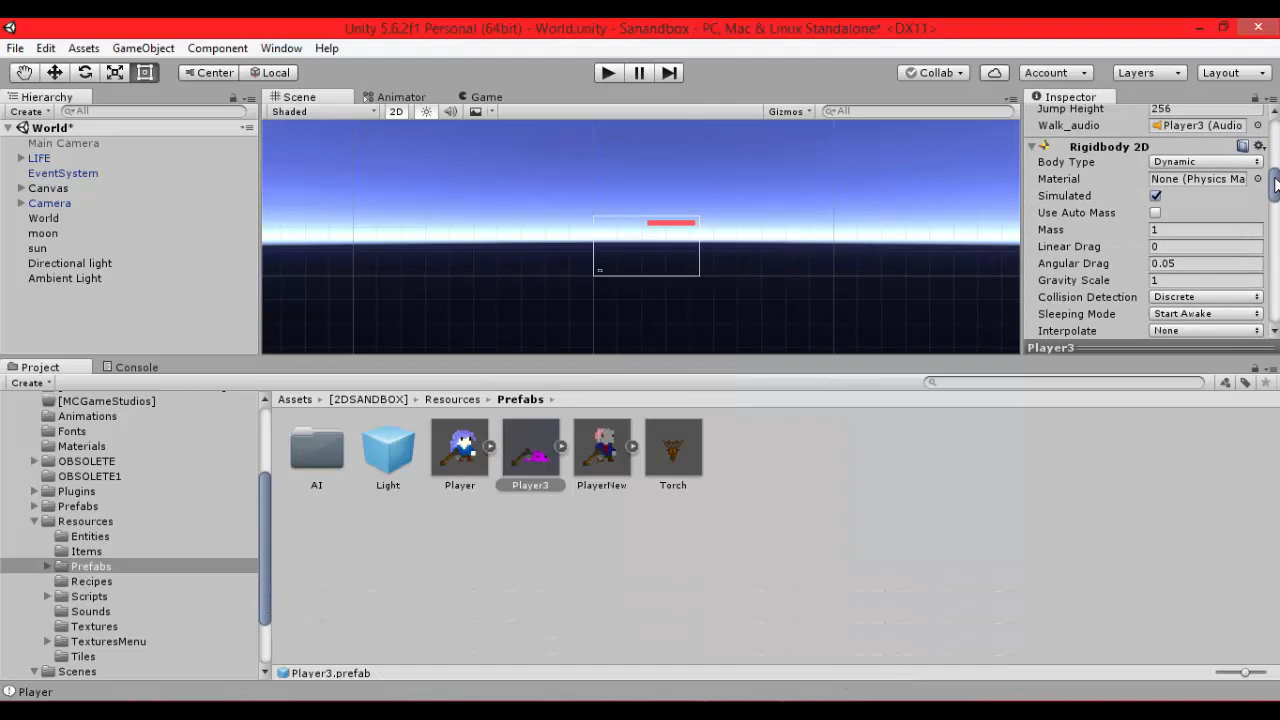 Unity 5.6.2f1 Personal (64bit) - World.unity - Sanandbox - PC, Mac & Linux Standalone* <DX11>
File Edit Assets GameObject Component Window Help
Center Local Collab Account Layers Layout
Hierarchy Scene Animator Game Inspector
Create All Shaded 2D Gizmos All Jump Height 256
World* Walk_audio Player3 (Audio
Main Camera Rigidbody 2D
LIFE Body Type Dynamic
EventSystem Material None (Physics Ma
Canvas Simulated
Camera Use Auto Mass
World Mass 1
moon Linear Drag 0
sun Angular Drag 0.05
Directional light Gravity Scale 1
Ambient Light Collision Detection Discrete
Sleeping Mode Start Awake
Interpolate None
Player3
Project Console
Create
[MCGameStudios] Assets [2DSANDBOX] Resources Prefabs
Animations
Fonts
Materials
OBSOLETE
OBSOLETE1 AI Light Player Player3 PlayerNew Torch
Plugins
Prefabs
Resources
Entities
Items
Prefabs
Recipes
Scripts
Sounds
Textures
TexturesMenu
Tiles
Scenes Player3.prefab
Player